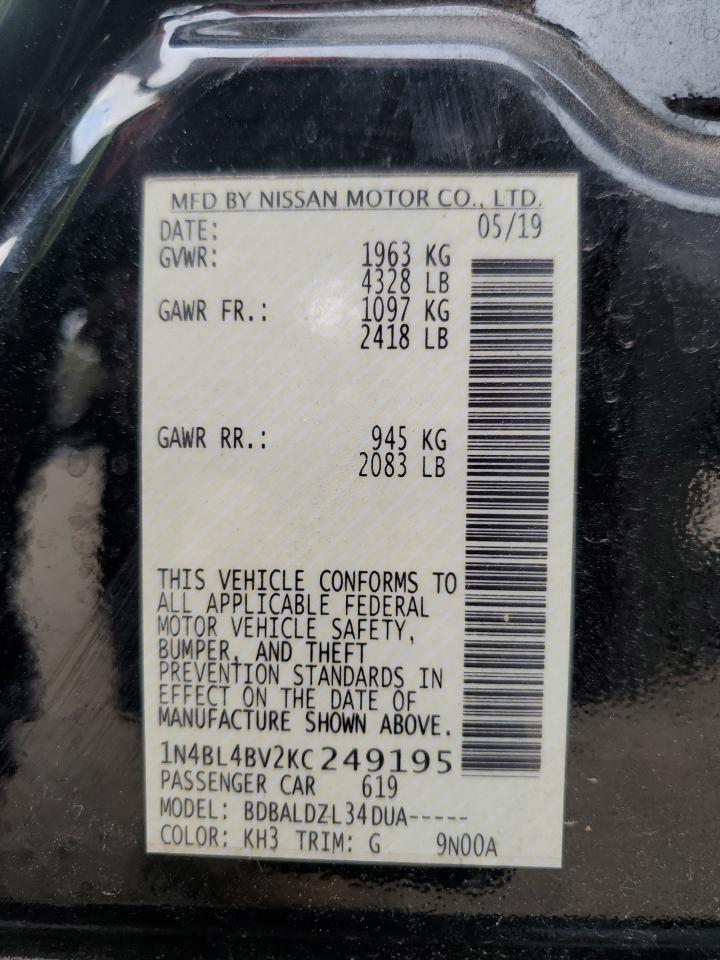 MFD BY NISSAN MOTOR CO., LTD.
DATE: 05/19
GVWR: 1963 KG
4328 LB
GAWR FR.: 1097 KG
2418 LB
GAWR RR.: 945 KG
2083 LB
THIS VEHICLE CONFORMS TO
ALL APPLICABLE FEDERAL
MOTOR VEHICLE SAFETY,
BUMPER, AND THEFT
PREVENTION STANDARDS IN
EFFECT ON THE DATE OF
MANUFACTURE SHOWN ABOVE.
1N4BL4BV2KC249195
PASSENGER CAR 619
MODEL: BDBALDZ-L34DUA-----
COLOR: KH3 TRIM: G 9N00A